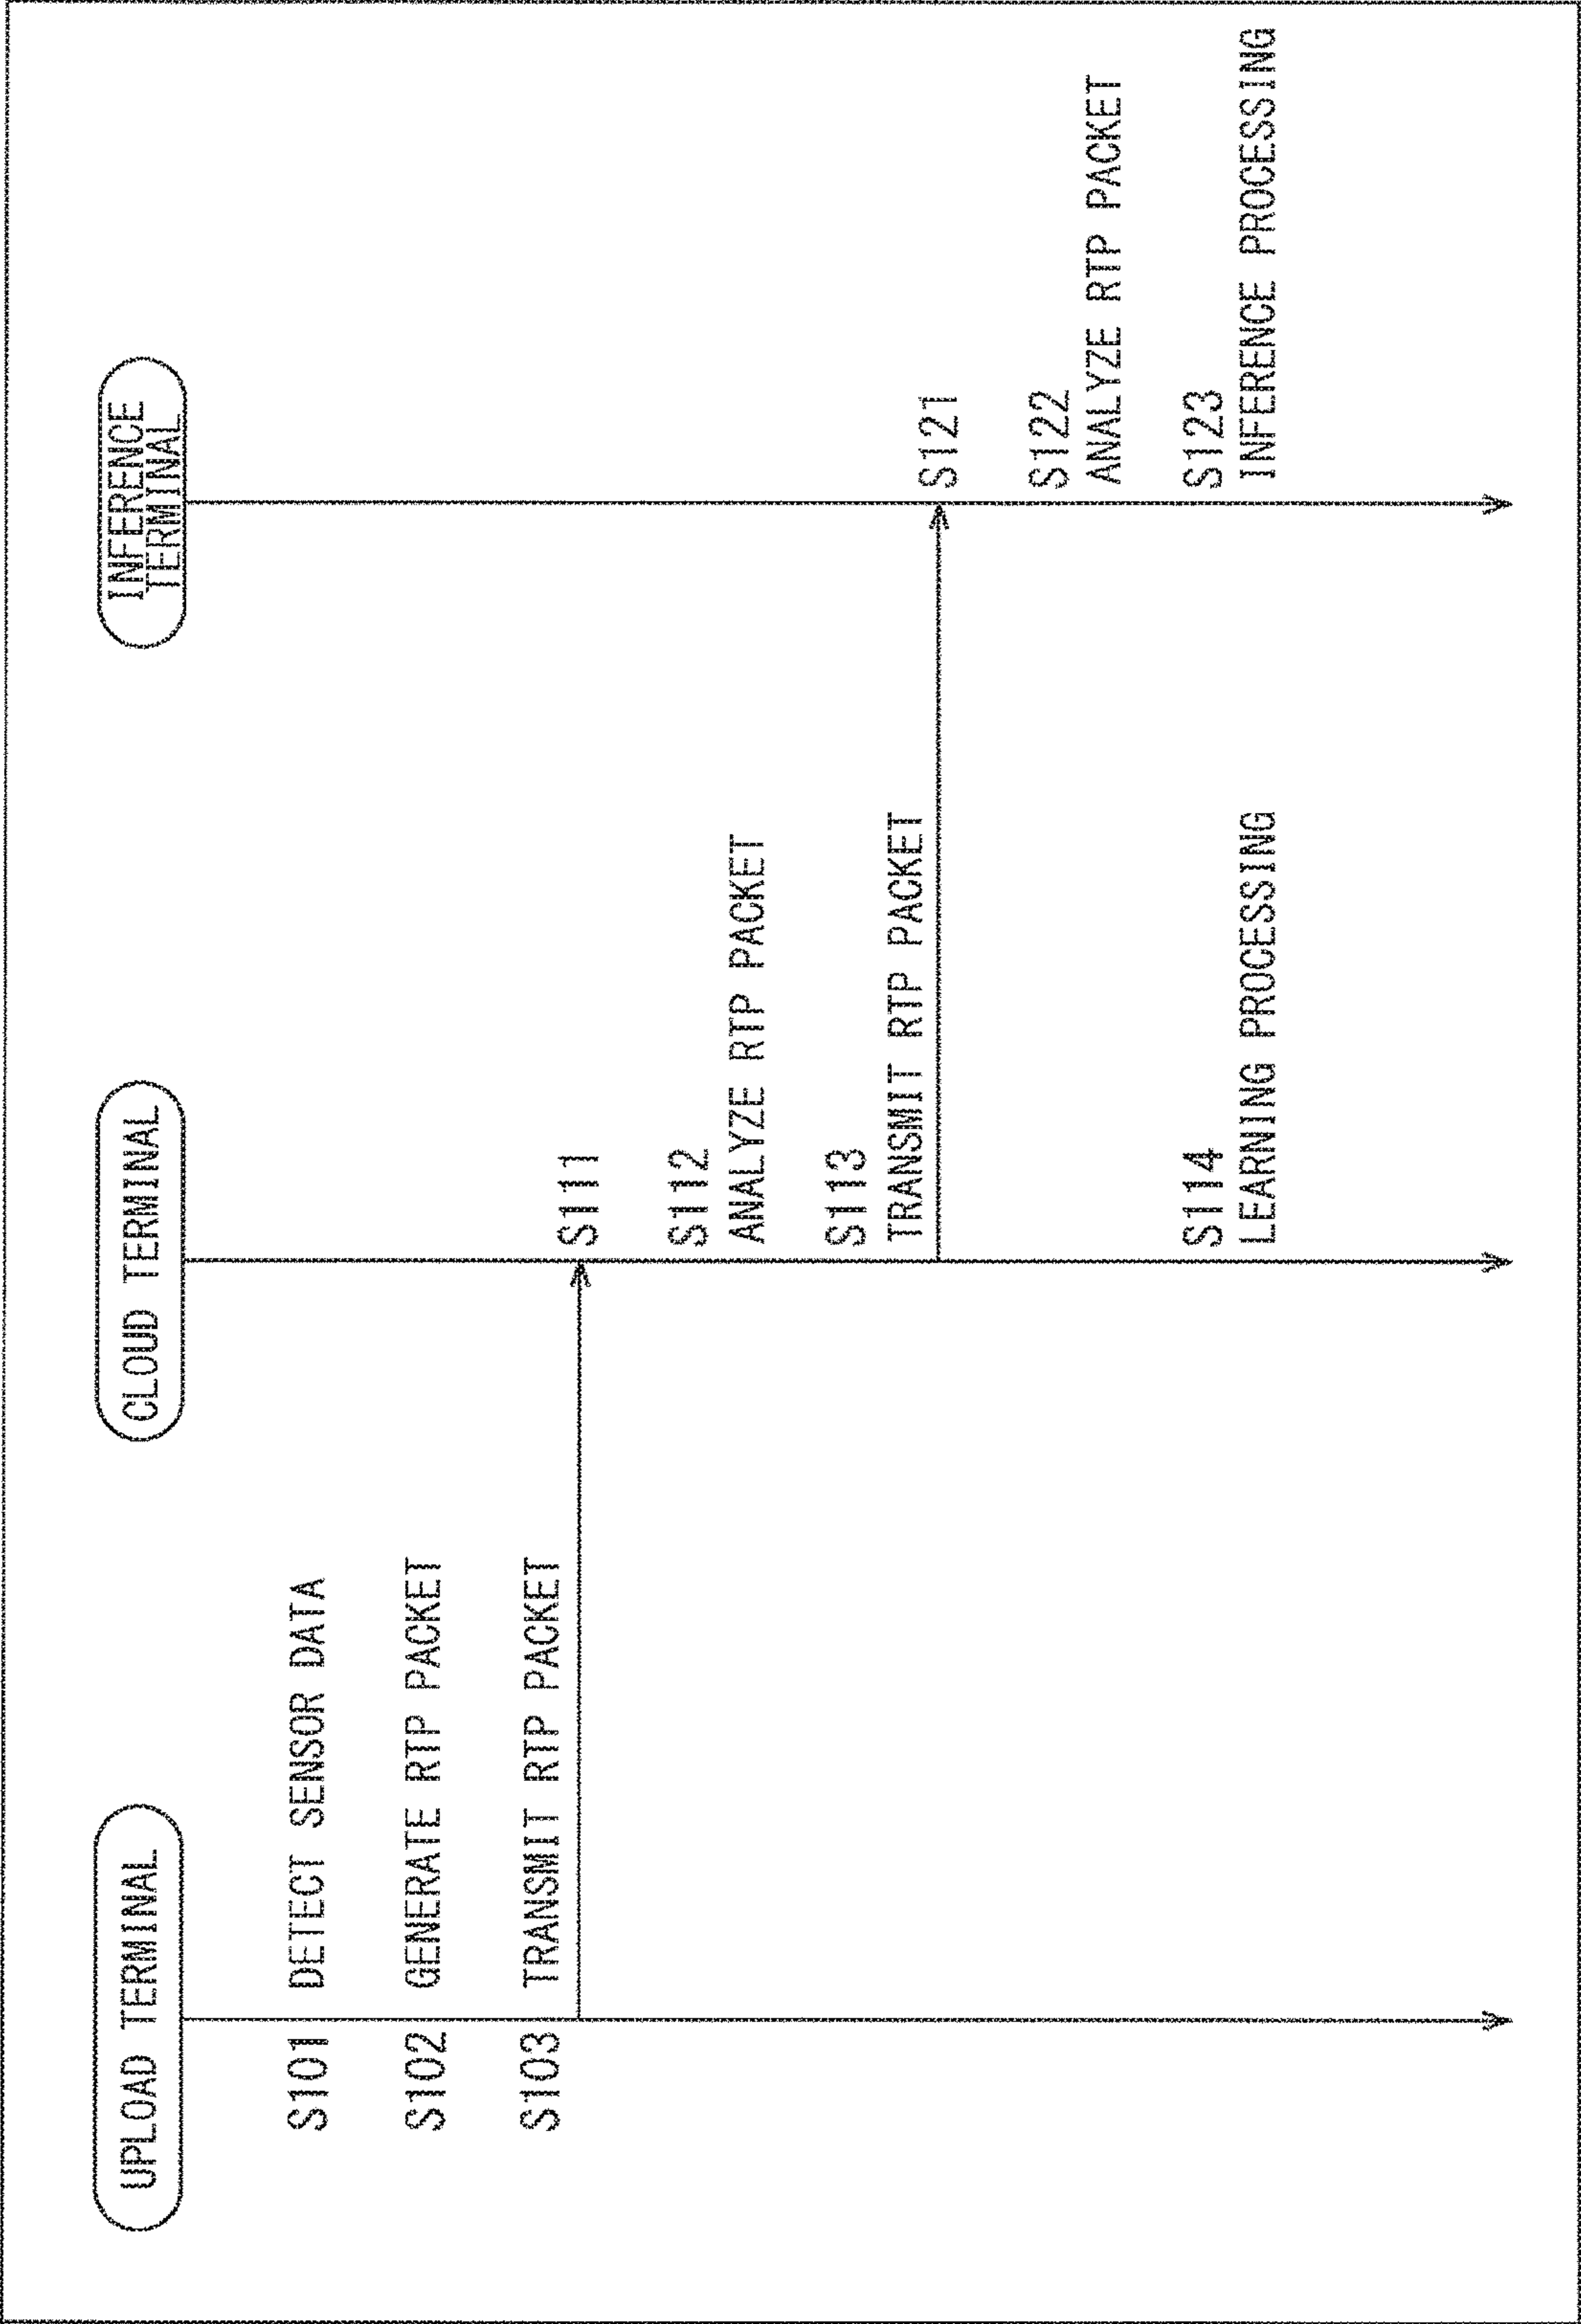 UPLOAD TERMINAL
CLOUD TERMINAL
INFERENCE
TERMINAL
S101 DETECT SENSOR DATA
S102 GENERATE RTP PACKET
S103 TRANSMIT RTP PACKET
S111
S112
ANALYZE RTP PACKET
S113
TRANSMIT RTP PACKET
S121
S122
ANALYZE RTP PACKET
S114
LEARNING PROCESSING
S123
INFERENCE PROCESSING